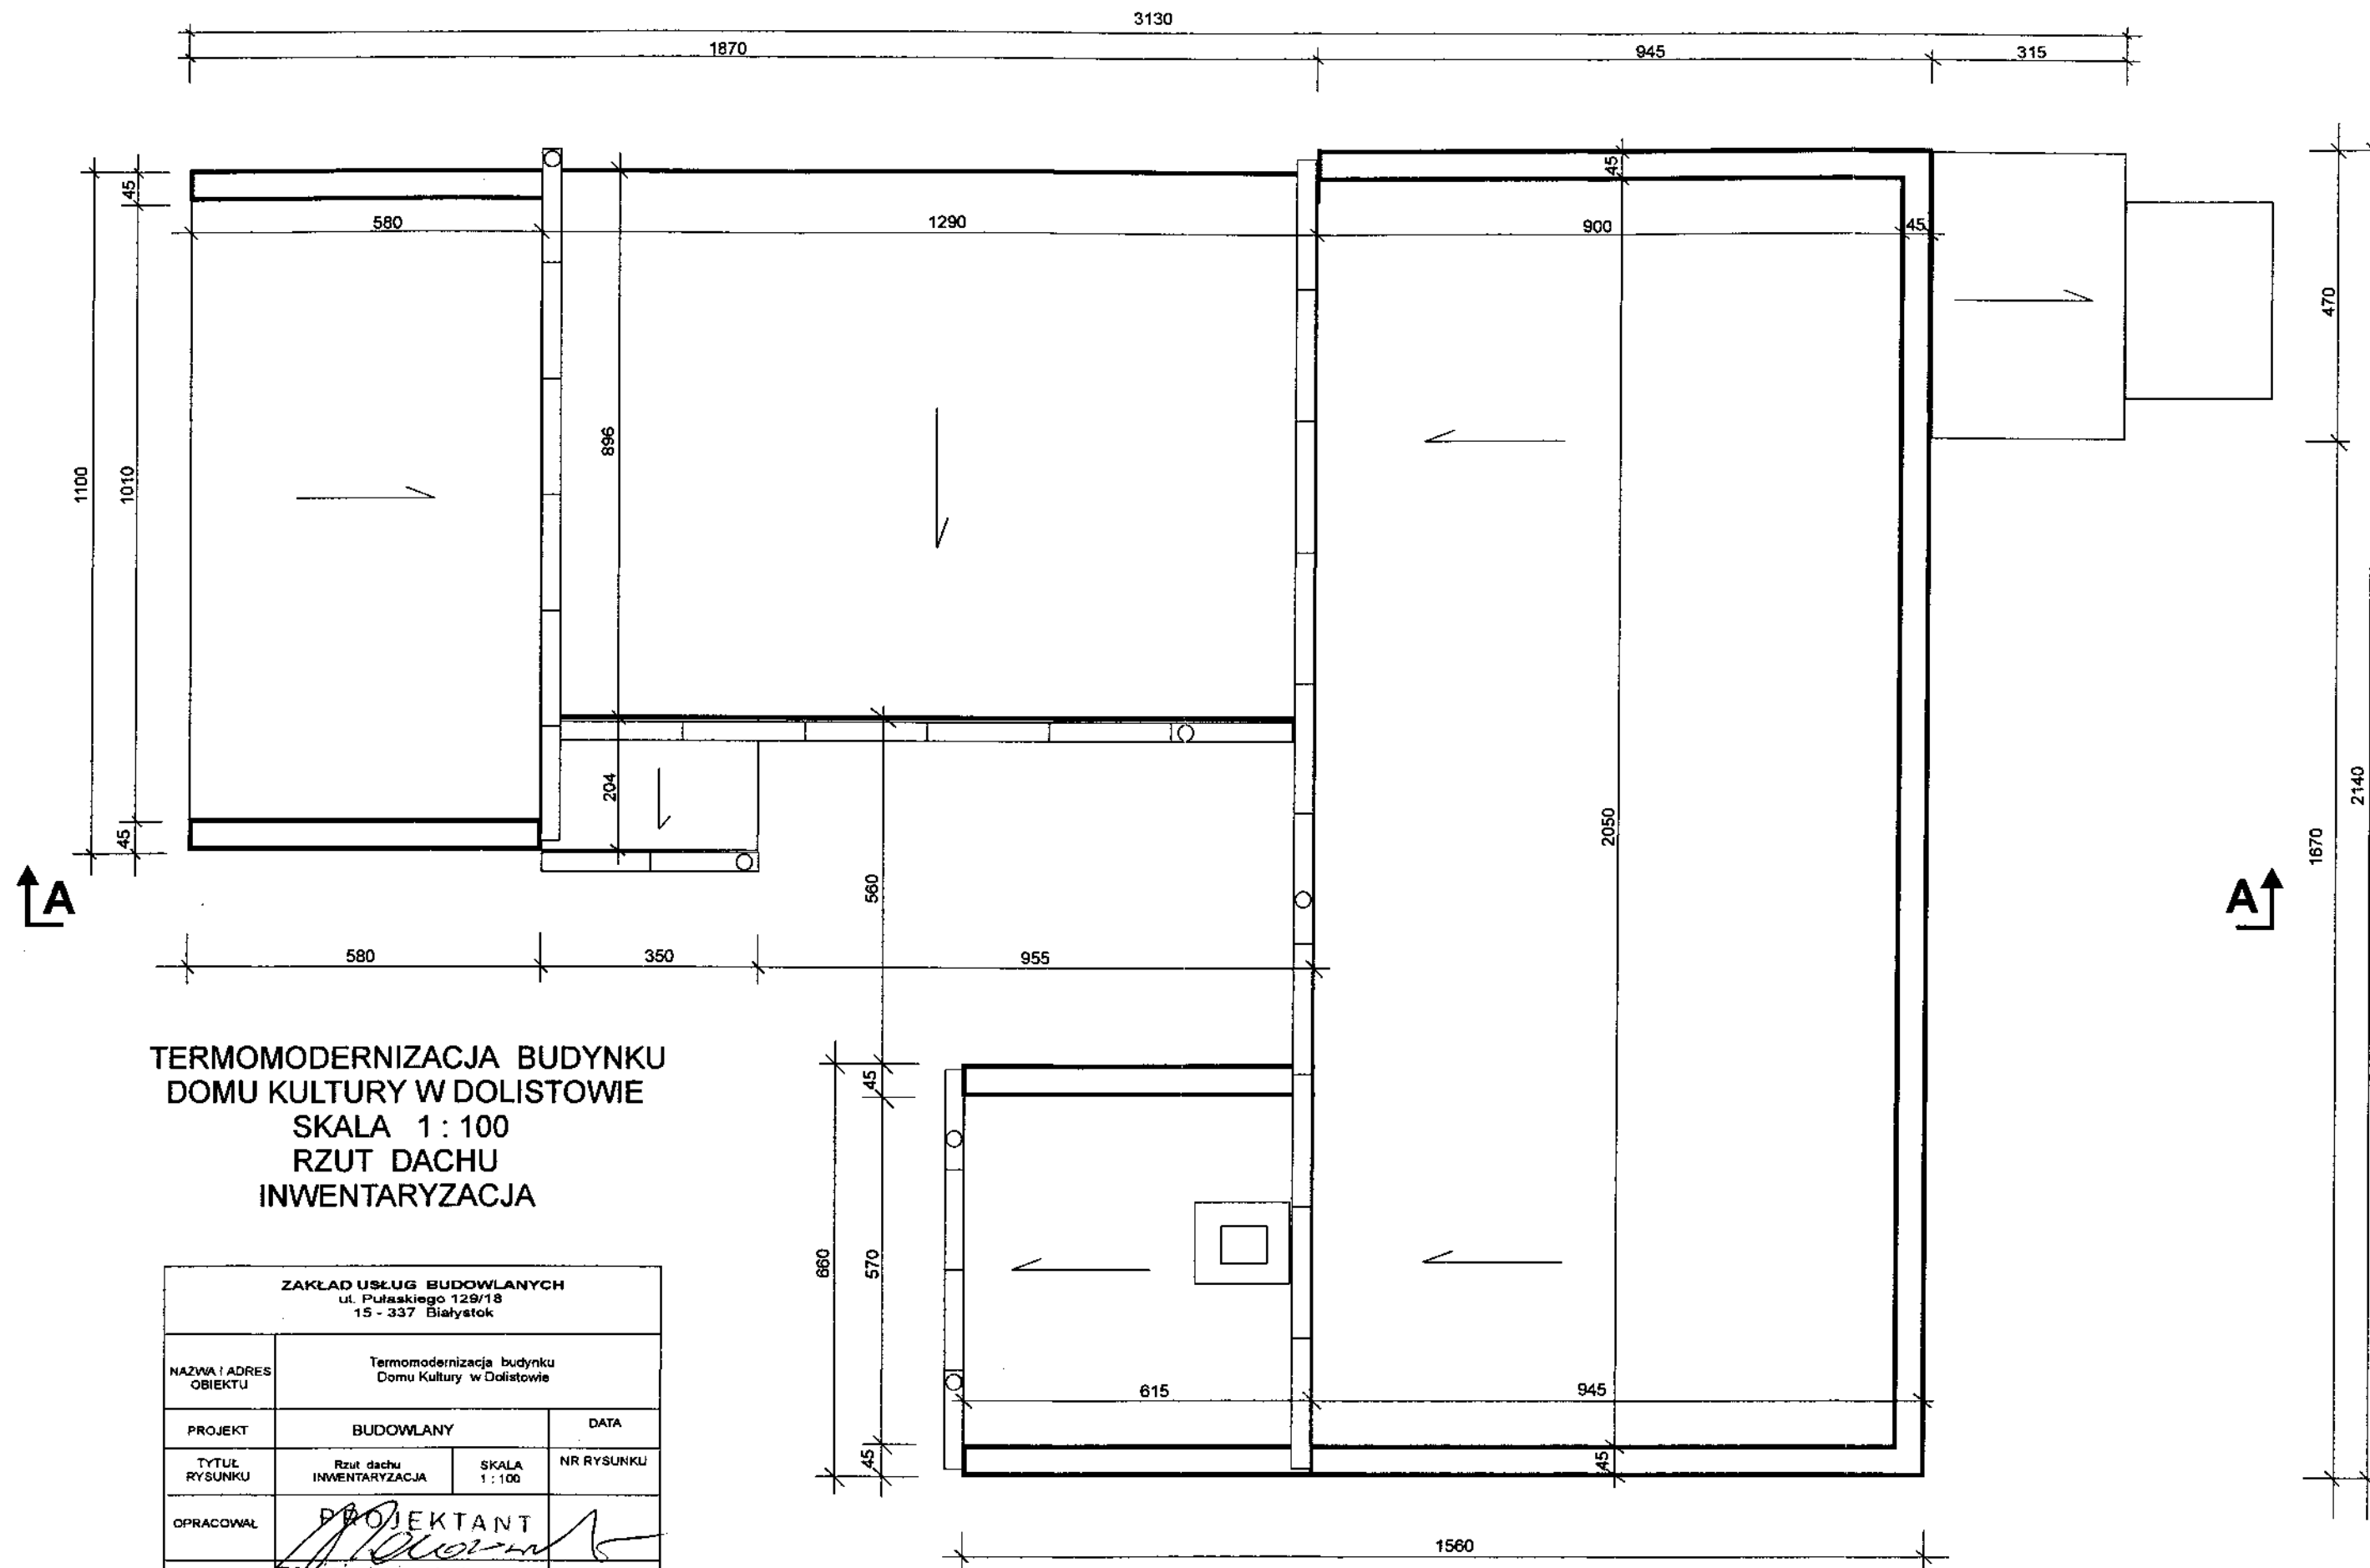 3130
1870
945
315
45
45
580
1290
900
45
470
896
1100
1010
204
2050
2140
1670
45
560
A
A
580
350
955
TERMOMODERNIZACJA BUDYNKU
DOMU KULTURY W DOLISTOWIE
SKALA 1 : 100
RZUT DACHU
INWENTARYZACJA
45
660
570
615
945
45
45
1560
ZAKŁAD USŁUG BUDOWLANYCH
ul. Pułaskiego 129/18
15 - 337 Białystok
NAZWA I ADRES
OBIEKTU
Termomodernizacja budynku
Domu Kultury w Dolistowie
PROJEKT
BUDOWLANY
DATA
TYTUŁ
RYSUNKU
Rzut dachu
INWENTARYZACJA
SKALA
1 : 100
NR RYSUNKU
OPRACOWAŁ
PROJEKTANT